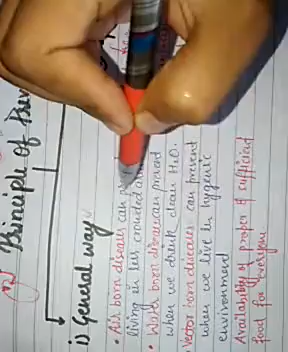 Principle of
i) General way
• Air born diseases can
living in less crowded
• Water born diseases can prevent
when we drink clean H2O.
• Vector born diseases can prevent
when we live in hygenic
environment
Availability of proper & sufficient
food for everyone